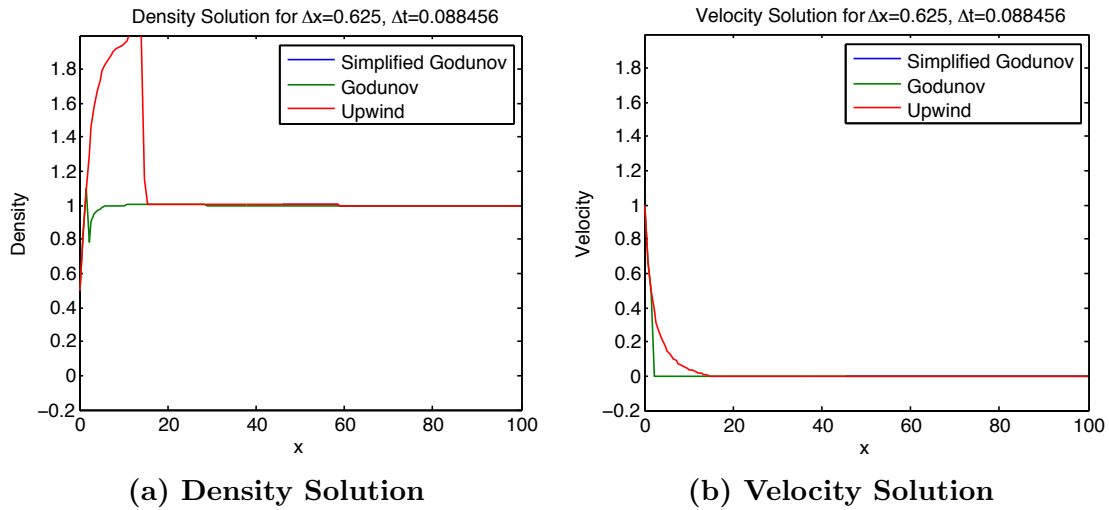 Density Solution for Δx=0.625, Δt=0.088456
1.8
1.6
1.4
1.2
1
0.8
0.6
0.4
0.2
0
−0.2
Density
Simplified Godunov
Godunov
Upwind
0 20 40 60 80 100
x
(a) Density Solution
Velocity Solution for Δx=0.625, Δt=0.088456
1.8
1.6
1.4
1.2
1
0.8
0.6
0.4
0.2
0
−0.2
Velocity
Simplified Godunov
Godunov
Upwind
0 20 40 60 80 100
x
(b) Velocity Solution